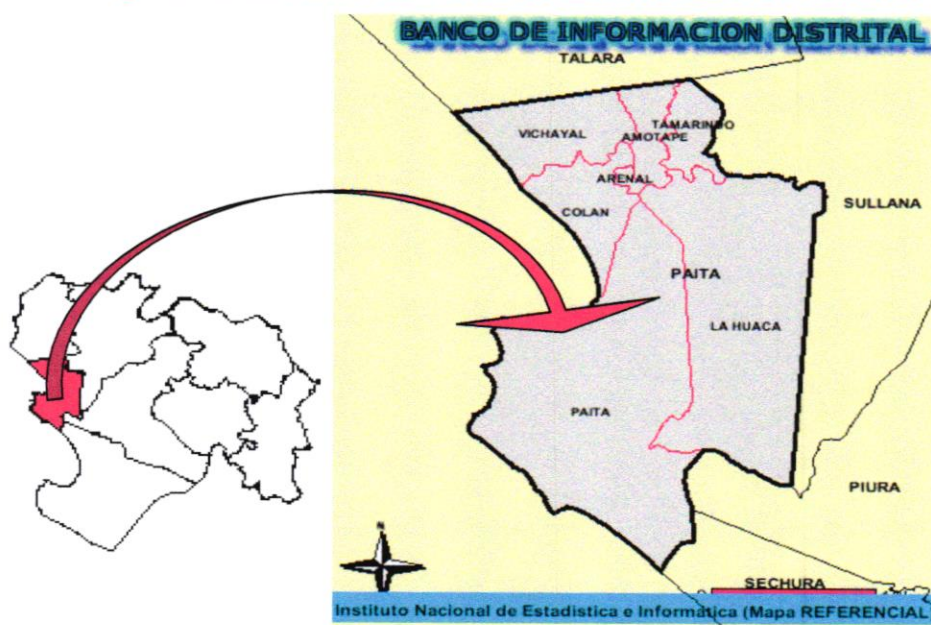 BANCO DE INFORMACION DISTRITAL
TALARA
TAMARINDO
VICHAYAL
AMOTAPE
ARENAL
SULLANA
COLAN
PAITA
LA HUACA
PAITA
PIURA
N
SECHURA
Instituto Nacional de Estadistica e Informática (Mapa REFERENCIAL